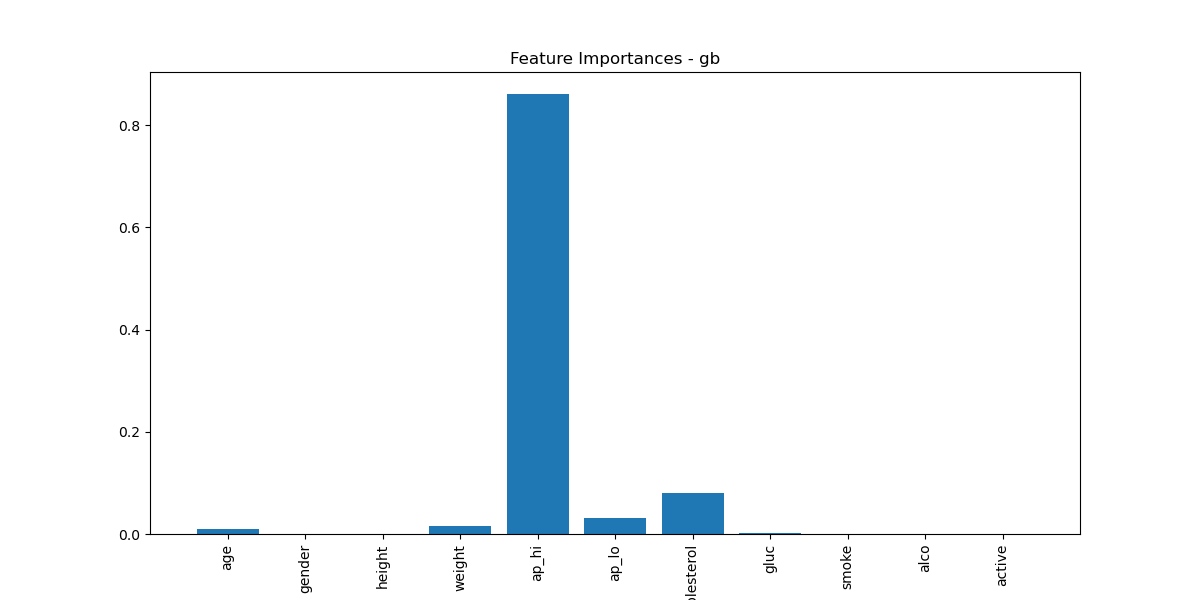 Feature Importances - gb
0.8
0.6
0.4
0.2
0.0
age
gender
height
weight
ap_hi
ap_lo
olesterol
gluc
smoke
alco
active